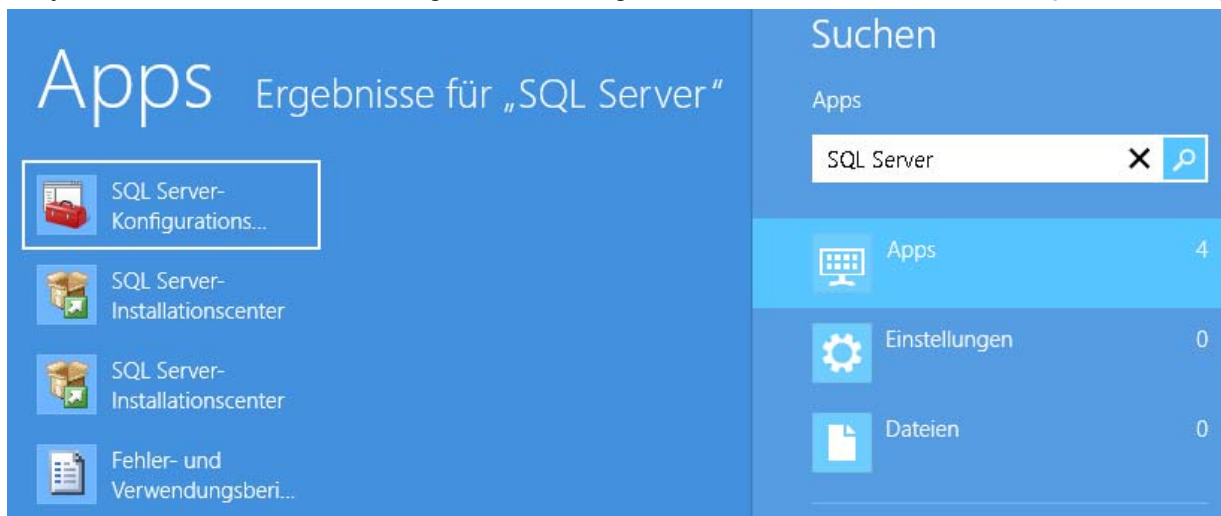 Apps Ergebnisse für „SQL Server"
SQL Server-
Konfigurations...
SQL Server-
Installationscenter
SQL Server-
Installationscenter
Fehler- und
Verwendungsberi...
Suchen
Apps
SQL Server
Apps 4
Einstellungen 0
Dateien 0